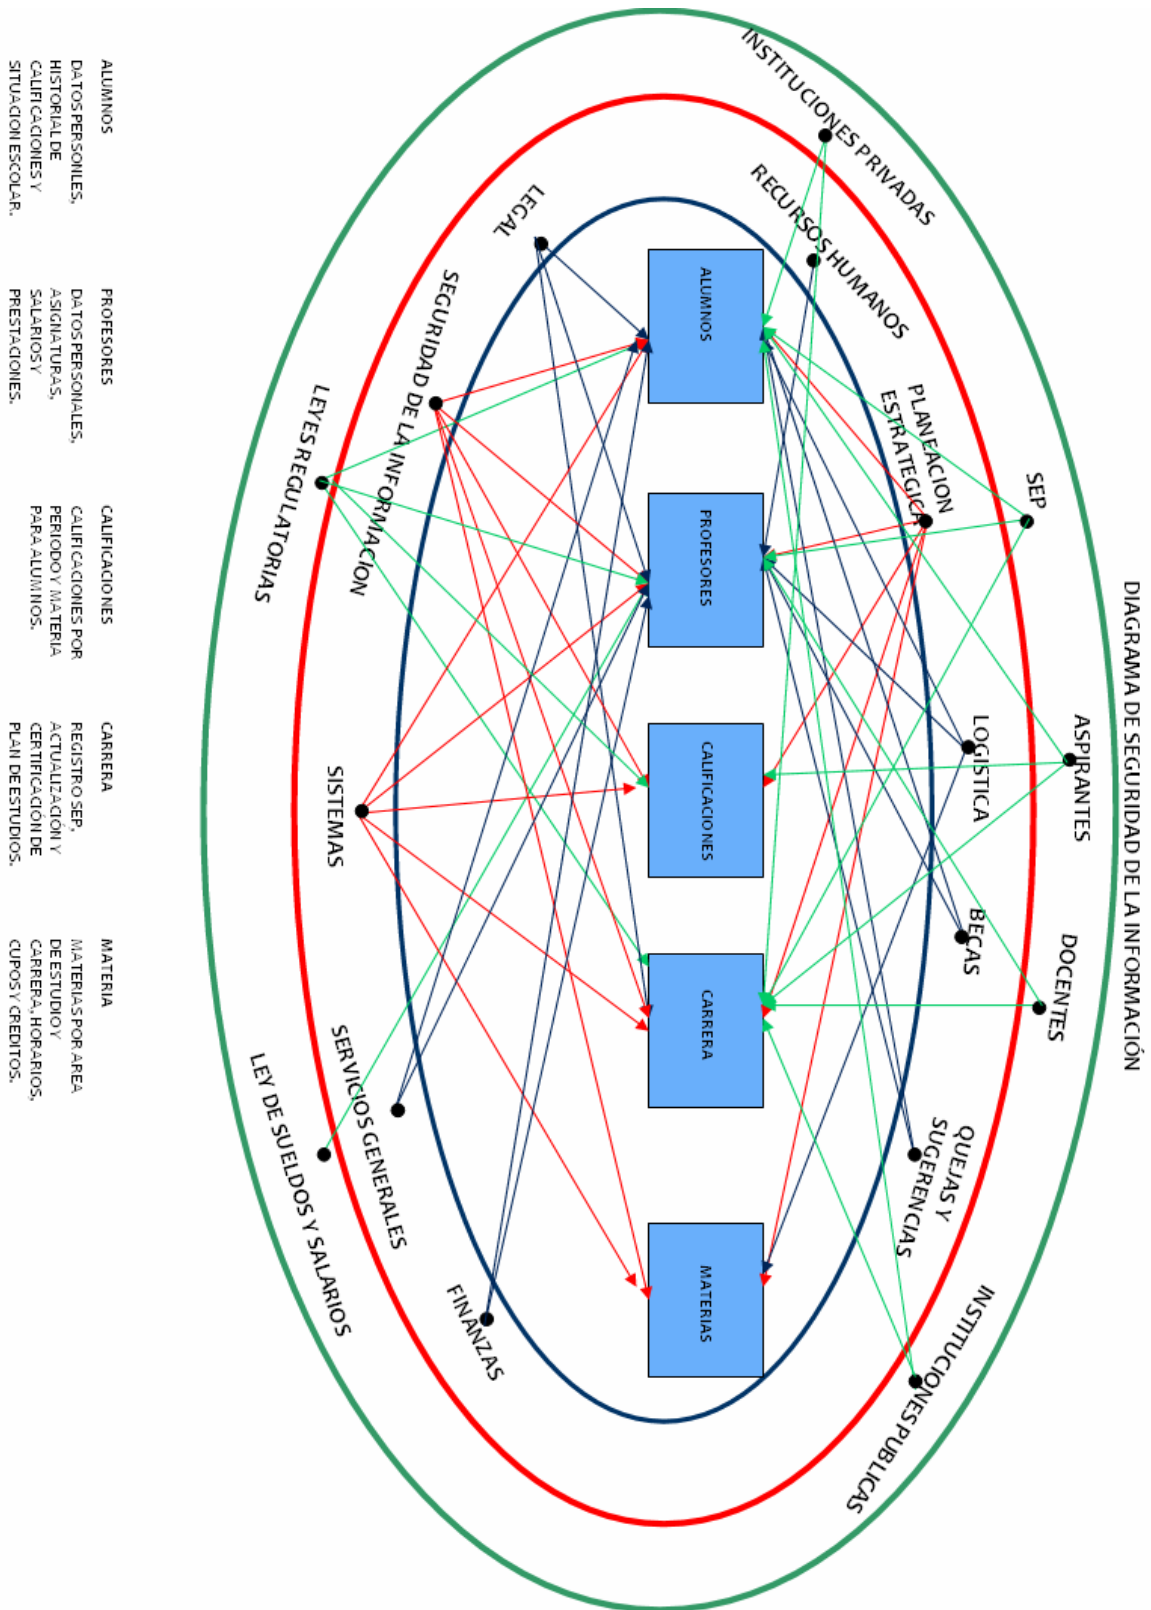 DIAGRAMA DE SEGURIDAD DE LA INFORMACIÓN
SEP
ASPIRANTES
DOCENTES
INSTITUCIONES PRIVADAS
INSTITUCIONES PUBLICAS
RECURSOS HUMANOS
PLANEACION
ESTRATEGICA
LOGISTICA
BECAS
QUEJAS Y
SUGERENCIAS
ALUMNOS
PROFESORES
CALIFICACIONES
CARRERA
MATERIAS
LEGAL
SEGURIDAD DE LA INFORMACION
SISTEMAS
SERVICIOS GENERALES
FINANZAS
LEYES REGULATORIAS
LEY DE SUELDOS Y SALARIOS
ALUMNOS
DATOS PERSONLES,
HISTORIAL DE
CALIFICACIONES Y
SITUACION ESCOLAR.
PROFESORES
DATOS PERSONALES,
ASIGNATURAS,
SALARIOS Y
PRESTACIONES.
CALIFICACIONES
CALIFICACIONES POR
PERIODO Y MATERIA
PARA ALUMNOS.
CARRERA
REGISTRO SEP,
ACTUALIZACIÓN Y
CERTIFICACIÓN DE
PLAN DE ESTUDIOS.
MATERIA
MATERIAS POR AREA
DE ESTUDIO Y
CARRERA, HORARIOS,
CUPOS Y CREDITOS.